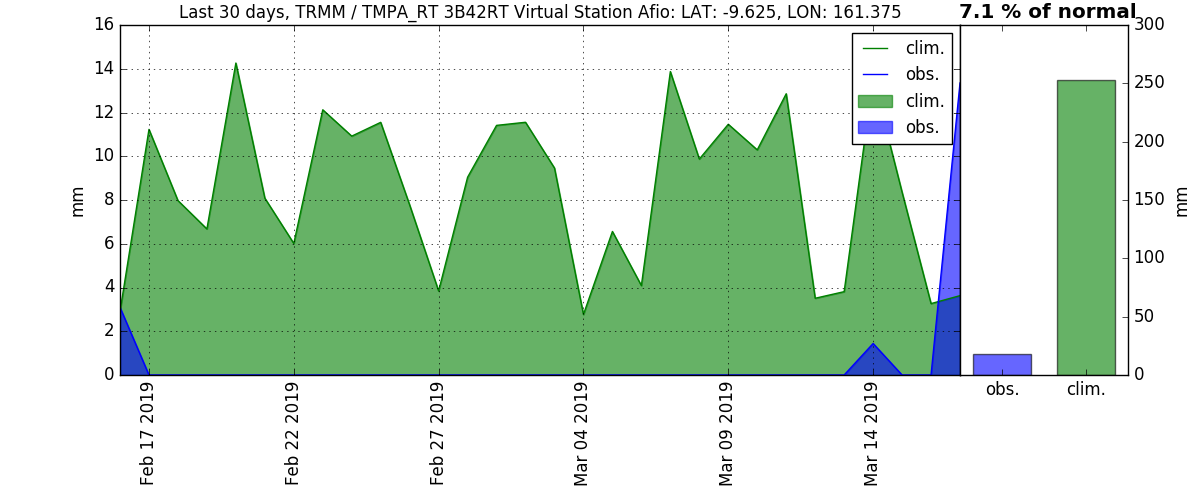 Last 30 days, TRMM / TMPA_RT 3B42RT Virtual Station Afio: LAT: -9.625, LON: 161.375
7.1 % of normal
mm
16
14
12
10
8
6
4
2
0
clim.
obs.
clim.
obs.
Feb 17 2019
Feb 22 2019
Feb 27 2019
Mar 04 2019
Mar 09 2019
Mar 14 2019
obs.
clim.
300
250
200
150
100
50
0
mm